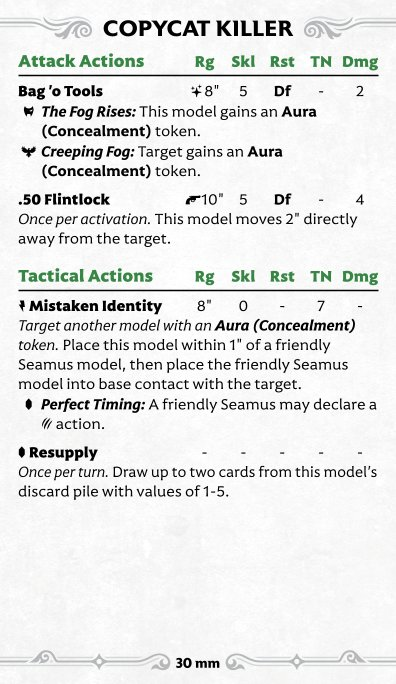 COPYCAT KILLER
Attack Actions Rg Skl Rst TN Dmg
Bag 'o Tools 8" 5 Df - 2
The Fog Rises: This model gains an Aura
(Concealment) token.
Creeping Fog: Target gains an Aura
(Concealment) token.
.50 Flintlock 10" 5 Df - 4
Once per activation. This model moves 2" directly
away from the target.
Tactical Actions Rg Skl Rst TN Dmg
Mistaken Identity 8" 0 - 7 -
Target another model with an Aura (Concealment)
token. Place this model within 1" of a friendly
Seamus model, then place the friendly Seamus
model into base contact with the target.
Perfect Timing: A friendly Seamus may declare a
action.
Resupply - - - - -
Once per turn. Draw up to two cards from this model's
discard pile with values of 1-5.
30 mm